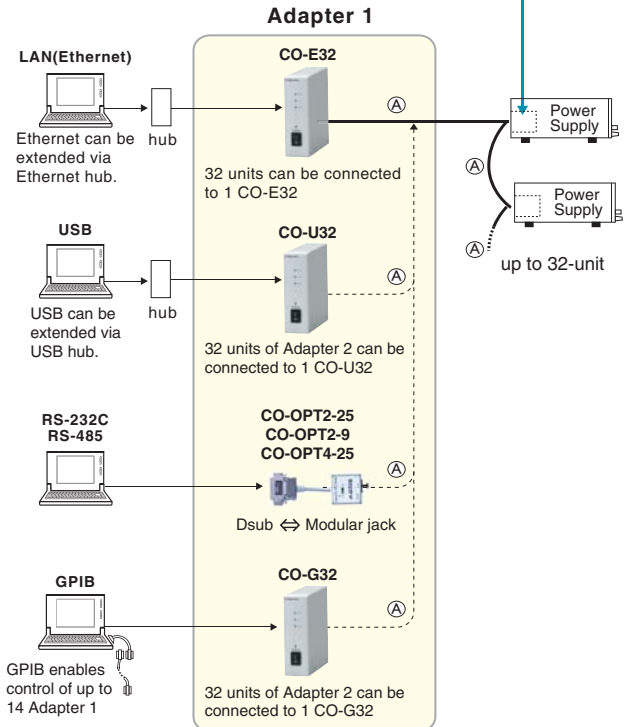 Adapter 1
LAN(Ethernet)
CO-E32
Ⓐ
hub
Ethernet can be
extended via
Ethernet hub.
32 units can be connected
to 1 CO-E32
Power
Supply
Ⓐ
Power
Supply
Ⓐ
up to 32-unit
USB
CO-U32
Ⓐ
hub
USB can be
extended via
USB hub.
32 units of Adapter 2 can be
connected to 1 CO-U32
RS-232C
RS-485
CO-OPT2-25
CO-OPT2-9
CO-OPT4-25
Ⓐ
Dsub ⇔ Modular jack
GPIB
CO-G32
Ⓐ
GPIB enables
control of up to
14 Adapter 1
32 units of Adapter 2 can be
connected to 1 CO-G32